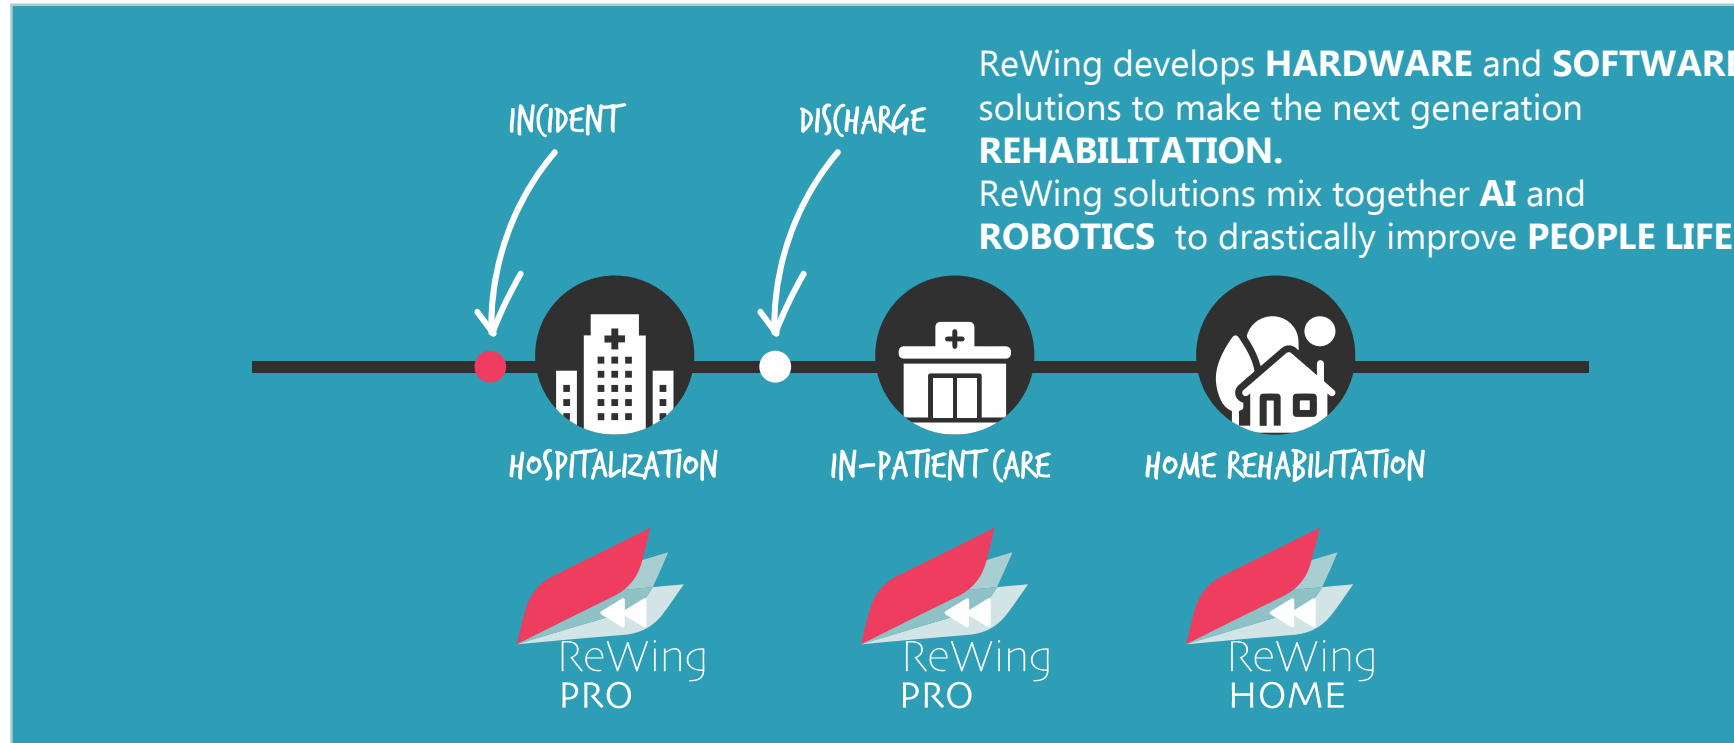 ReWing develops HARDWARE and SOFTWARE
solutions to make the next generation
REHABILITATION.
ReWing solutions mix together AI and
ROBOTICS to drastically improve PEOPLE LIFE
INCIDENT
DISCHARGE
HOSPITALIZATION
IN-PATIENT CARE
HOME REHABILITATION
ReWing
PRO
ReWing
PRO
ReWing
HOME